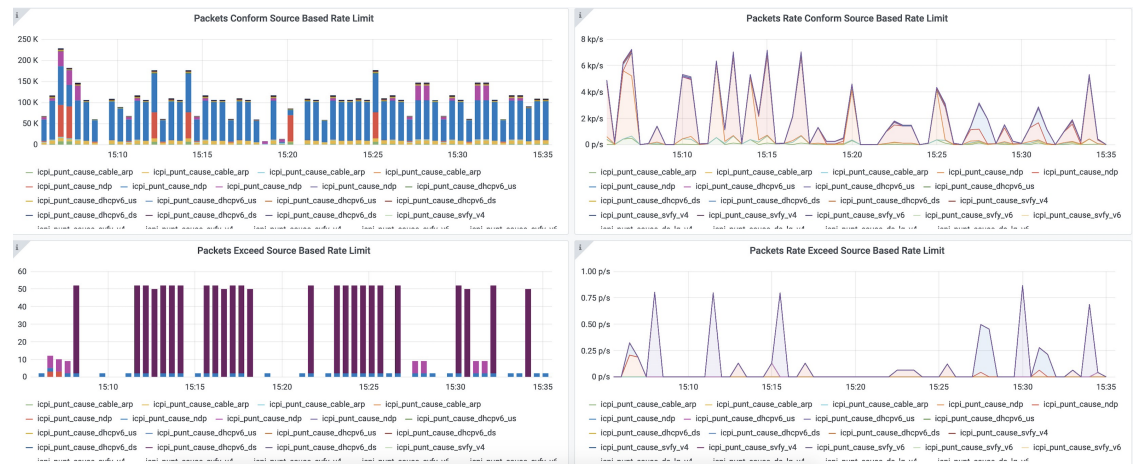 Packets Conform Source Based Rate Limit
250 K
200 K
150 K
100 K
50 K
0
15:10 15:15 15:20 15:25 15:30 15:35
icpi_punt_cause_cable_arp icpi_punt_cause_cable_arp icpi_punt_cause_cable_arp
icpi_punt_cause_cable_arp icpi_punt_cause_ndp icpi_punt_cause_ndp
icpi_punt_cause_ndp icpi_punt_cause_ndp icpi_punt_cause_ndp icpi_punt_cause_dhcpv6_us
icpi_punt_cause_dhcpv6_us icpi_punt_cause_dhcpv6_us icpi_punt_cause_dhcpv6_ds
icpi_punt_cause_dhcpv6_ds icpi_punt_cause_dhcpv6_ds icpi_punt_cause_svfy_v4
Packets Rate Conform Source Based Rate Limit
8 kp/s
6 kp/s
4 kp/s
2 kp/s
0 p/s
15:10 15:15 15:20 15:25 15:30 15:35
icpi_punt_cause_cable_arp icpi_punt_cause_cable_arp icpi_punt_cause_cable_arp icpi_punt_cause_ndp icpi_punt_cause_ndp
icpi_punt_cause_ndp icpi_punt_cause_dhcpv6_us icpi_punt_cause_dhcpv6_us icpi_punt_cause_dhcpv6_us
icpi_punt_cause_dhcpv6_ds icpi_punt_cause_dhcpv6_ds icpi_punt_cause_dhcpv6_ds
icpi_punt_cause_svfy_v4 icpi_punt_cause_svfy_v4 icpi_punt_cause_svfy_v6 icpi_punt_cause_svfy_v6
Packets Exceed Source Based Rate Limit
60
50
40
30
20
10
0
15:10 15:15 15:20 15:25 15:30 15:35
icpi_punt_cause_cable_arp icpi_punt_cause_cable_arp icpi_punt_cause_cable_arp
icpi_punt_cause_ndp icpi_punt_cause_ndp icpi_punt_cause_ndp icpi_punt_cause_dhcpv6_us
icpi_punt_cause_dhcpv6_us icpi_punt_cause_dhcpv6_us icpi_punt_cause_dhcpv6_ds
icpi_punt_cause_dhcpv6_ds icpi_punt_cause_dhcpv6_ds icpi_punt_cause_svfy_v4
Packets Rate Exceed Source Based Rate Limit
1.00 p/s
0.75 p/s
0.50 p/s
0.25 p/s
0 p/s
15:10 15:15 15:20 15:25 15:30 15:35
icpi_punt_cause_cable_arp icpi_punt_cause_cable_arp icpi_punt_cause_cable_arp icpi_punt_cause_ndp icpi_punt_cause_ndp
icpi_punt_cause_ndp icpi_punt_cause_dhcpv6_us icpi_punt_cause_dhcpv6_us icpi_punt_cause_dhcpv6_us
icpi_punt_cause_dhcpv6_ds icpi_punt_cause_dhcpv6_ds icpi_punt_cause_dhcpv6_ds
icpi_punt_cause_svfy_v4 icpi_punt_cause_svfy_v4 icpi_punt_cause_svfy_v6 icpi_punt_cause_svfy_v6